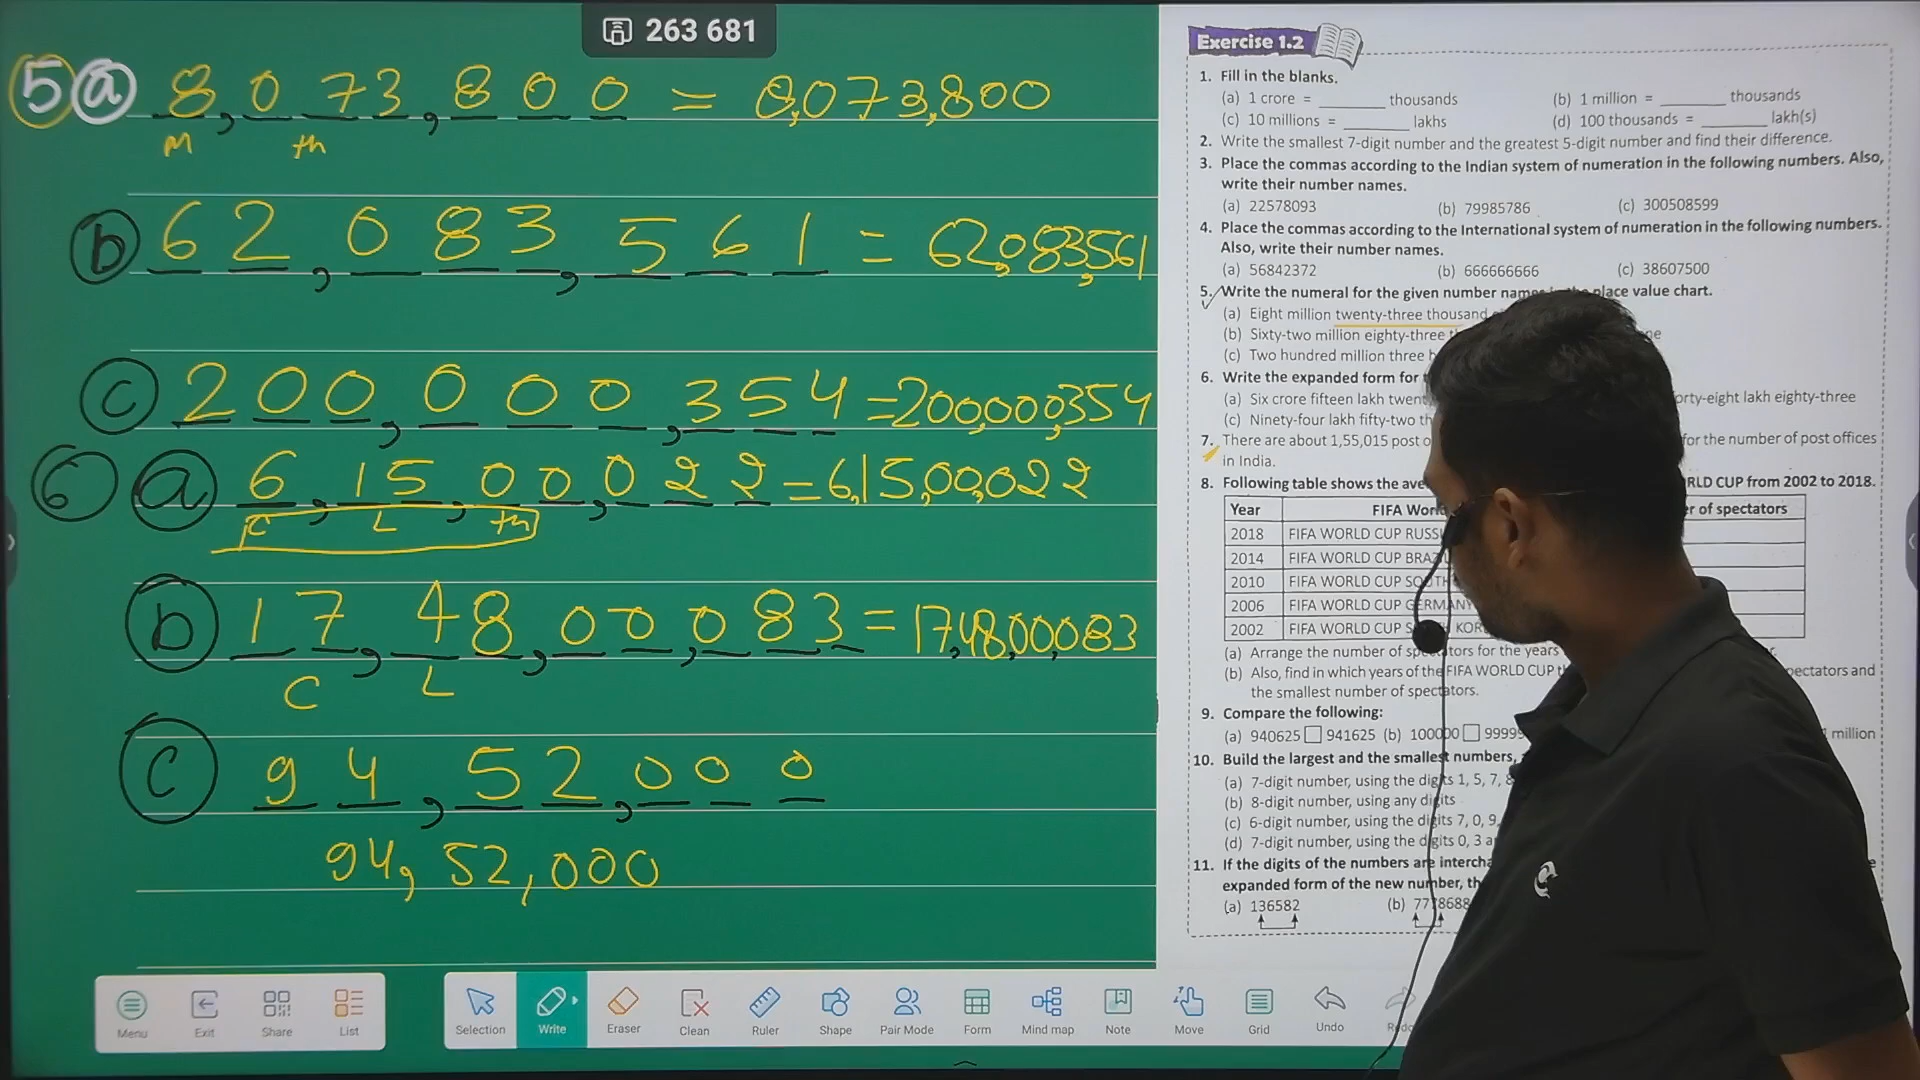 263 681
5 a 8,073,800 = 8,073,800
M th
b 62,083,561 = 62,083,561
c 200,000,354 = 200,000,354
6 a 6,15,00,022 = 6,15,00,022
C L th
b 17,48,00,083 = 17,48,00,083
C L
C 94,52,000
94,52,000
Menu Exit Share List Selection Write Eraser Clean Ruler Shape Pair Mode Form Mind map Note Move Grid Undo
Exercise 1.2
1. Fill in the blanks.
(a) 1 crore = ________ thousands (b) 1 million = ________ thousands
(c) 10 millions = ________ lakhs (d) 100 thousands = ________ lakh(s)
2. Write the smallest 7-digit number and the greatest 5-digit number and find their difference.
3. Place the commas according to the Indian system of numeration in the following numbers. Also,
write their number names.
(a) 22578093 (b) 79985786 (c) 300508599
4. Place the commas according to the International system of numeration in the following numbers.
Also, write their number names.
(a) 56842372 (b) 666666666 (c) 38607500
5. Write the numeral for the given number place value chart.
(a) Eight million twenty-three thousand
(b) Sixty-two million eighty-three
(c) Two hundred million three
6. Write the expanded form for
(a) Six crore fifteen lakh eighty-three
(c) Ninety-four lakh fifty-two
7. There are about 1,55,015 post for the number of post offices
in India.
8. Following table shows the CUP from 2002 to 2018.
Year FIFA of spectators
2018 FIFA WORLD CUP
2014 FIFA WORLD CUP
2010 FIFA WORLD CUP
2006 FIFA WORLD CUP GERMANY
2002 FIFA WORLD CUP
(a) Arrange the number of spectators for the years
(b) Also, find in which years of the FIFA WORLD CUP spectators and
the smallest number of spectators.
9. Compare the following:
(a) 940625 □ 941625 (b) 100000 □ million
10. Build the largest and the smallest numbers,
(a) 7-digit number, using the digits 1, 5, 7,
(b) 8-digit number, using any digits
(c) 6-digit number, using the digits 7, 0, 9,
(d) 7-digit number, using the digits 0, 3
11. If the digits of the numbers are
expanded form of the new number,
(a) 136582 (b)